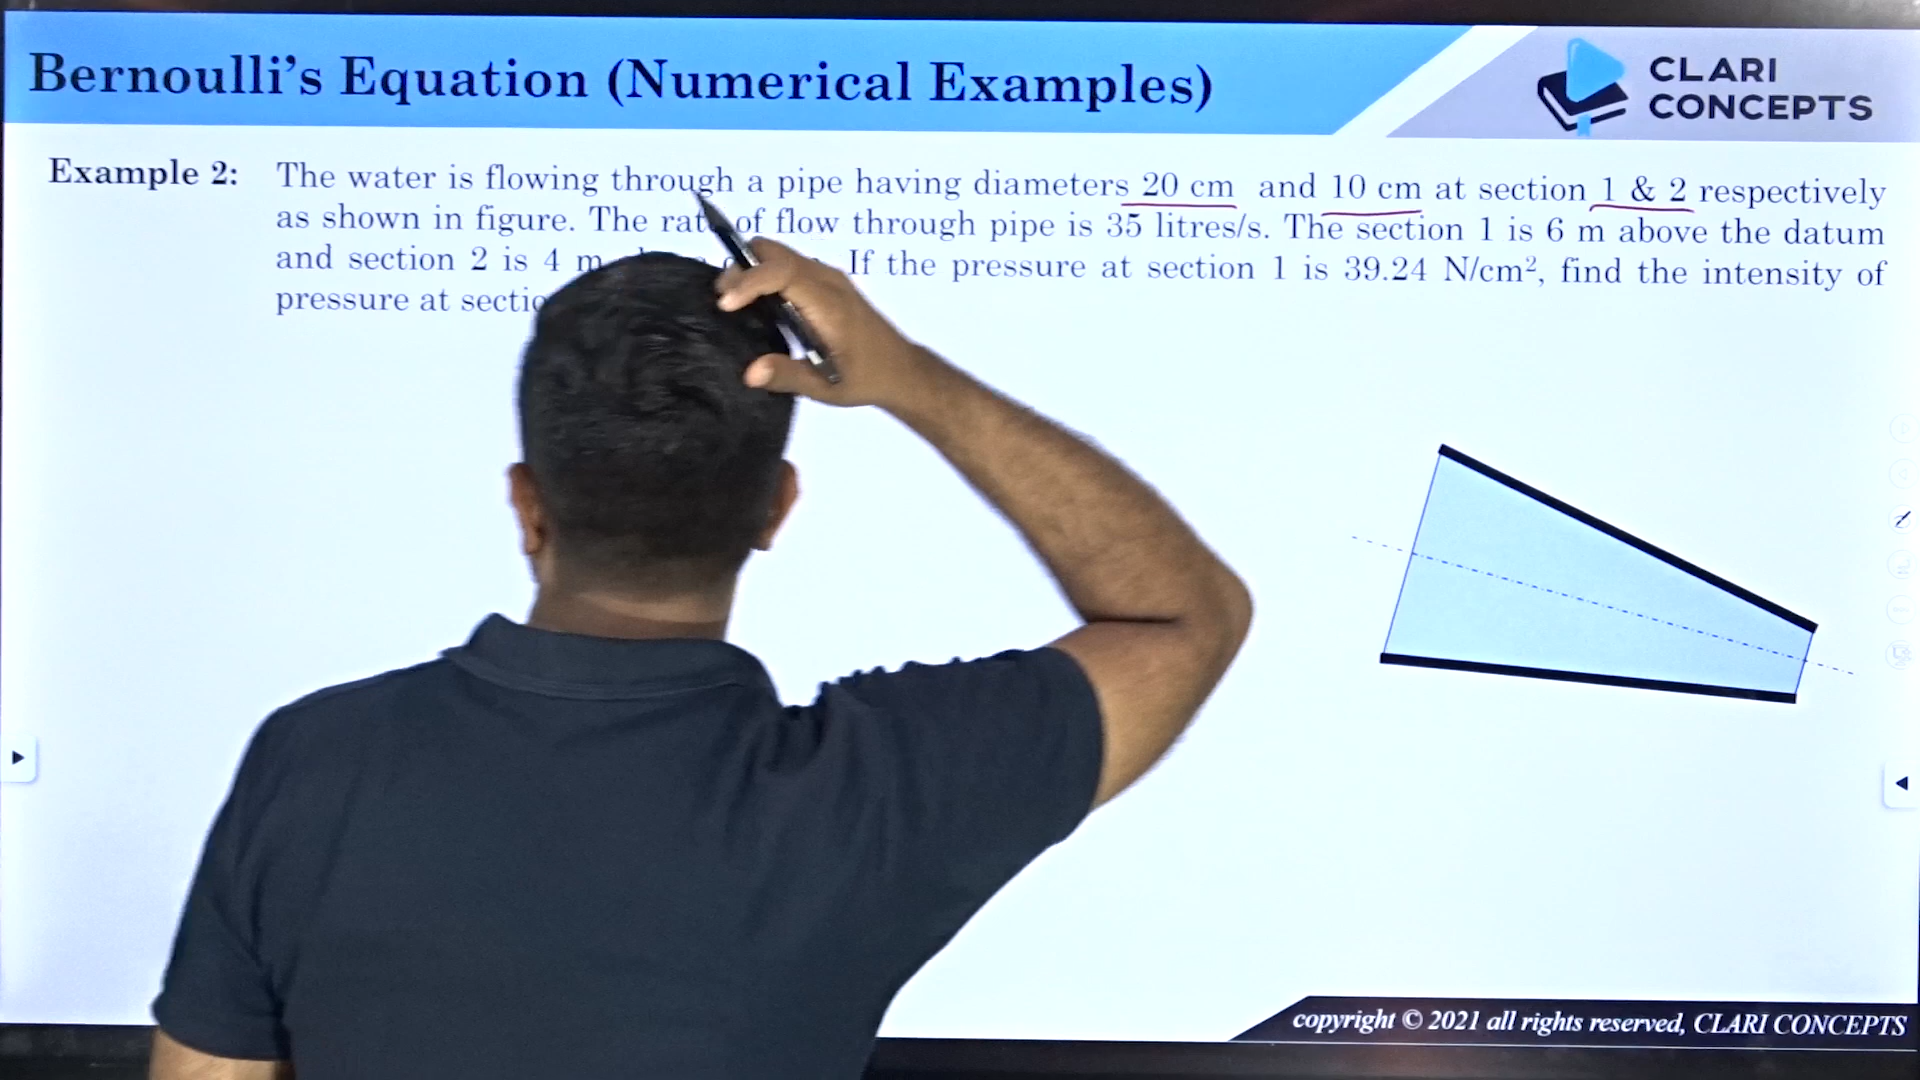 Bernoulli's Equation (Numerical Examples)
CLARI
CONCEPTS
Example 2: The water is flowing through a pipe having diameters 20 cm and 10 cm at section 1 & 2 respectively
as shown in figure. The rate of flow through pipe is 35 litres/s. The section 1 is 6 m above the datum
and section 2 is 4 m If the pressure at section 1 is 39.24 N/cm², find the intensity of
pressure at
copyright © 2021 all rights reserved, CLARI CONCEPTS